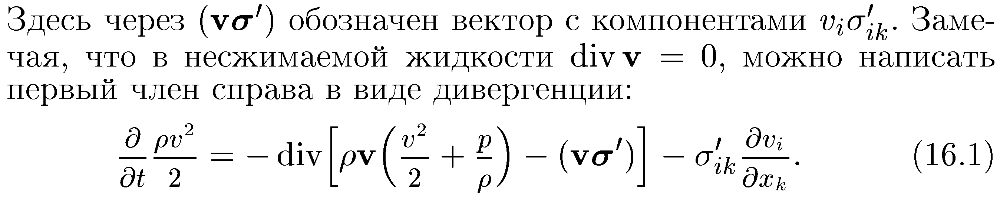 Здесь через $(\mathbf{v}\boldsymbol{\sigma}')$ обозначен вектор с компонентами $v_i\sigma'_{ik}$. Заме-
чая, что в несжимаемой жидкости $\operatorname{div}\mathbf{v} = 0$, можно написать
первый член справа в виде дивергенции:
$\frac{\partial}{\partial t}\frac{\rho v^2}{2} = -\operatorname{div}\left[\rho\mathbf{v}\left(\frac{v^2}{2} + \frac{p}{\rho}\right) - (\mathbf{v}\boldsymbol{\sigma}')\right] - \sigma'_{ik}\frac{\partial v_i}{\partial x_k}.$ (16.1)